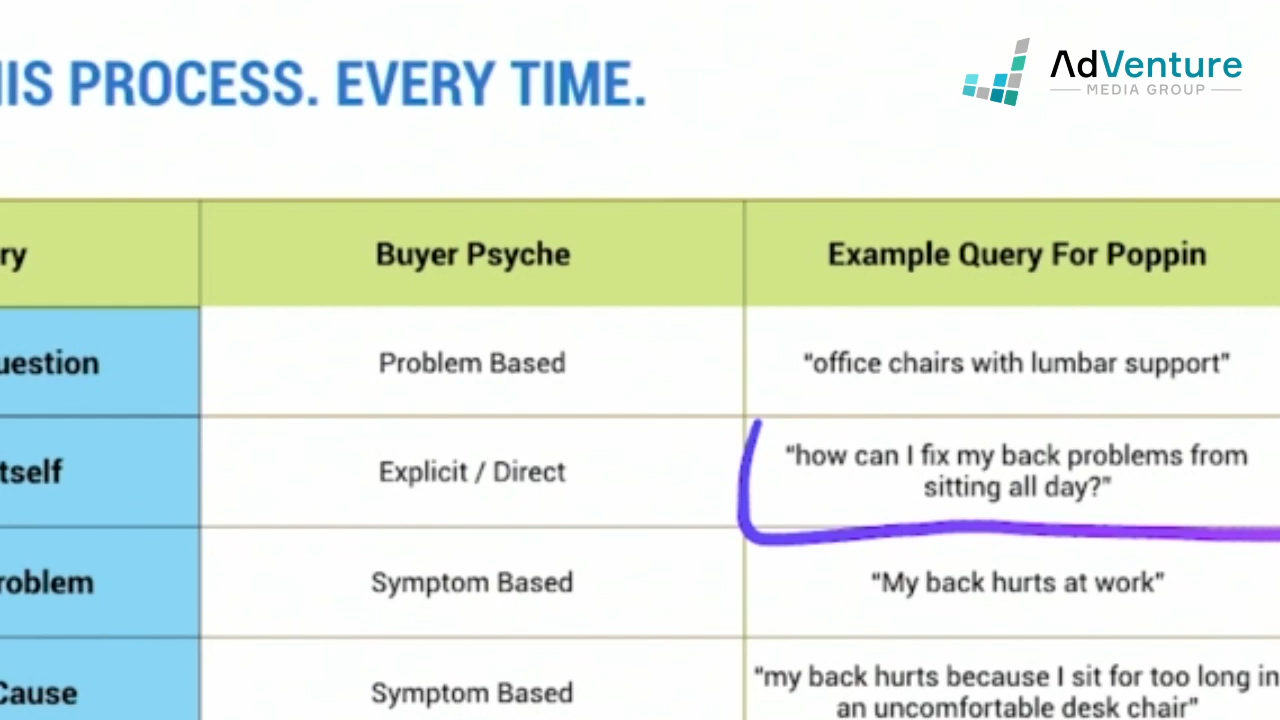 HIS PROCESS. EVERY TIME.
AdVenture
MEDIA GROUP
ry
Buyer Psyche
Example Query For Poppin
uestion
Problem Based
“office chairs with lumbar support”
tself
Explicit / Direct
“how can I fix my back problems from
sitting all day?”
roblem
Symptom Based
“My back hurts at work”
Cause
Symptom Based
“my back hurts because I sit for too long in
an uncomfortable desk chair”